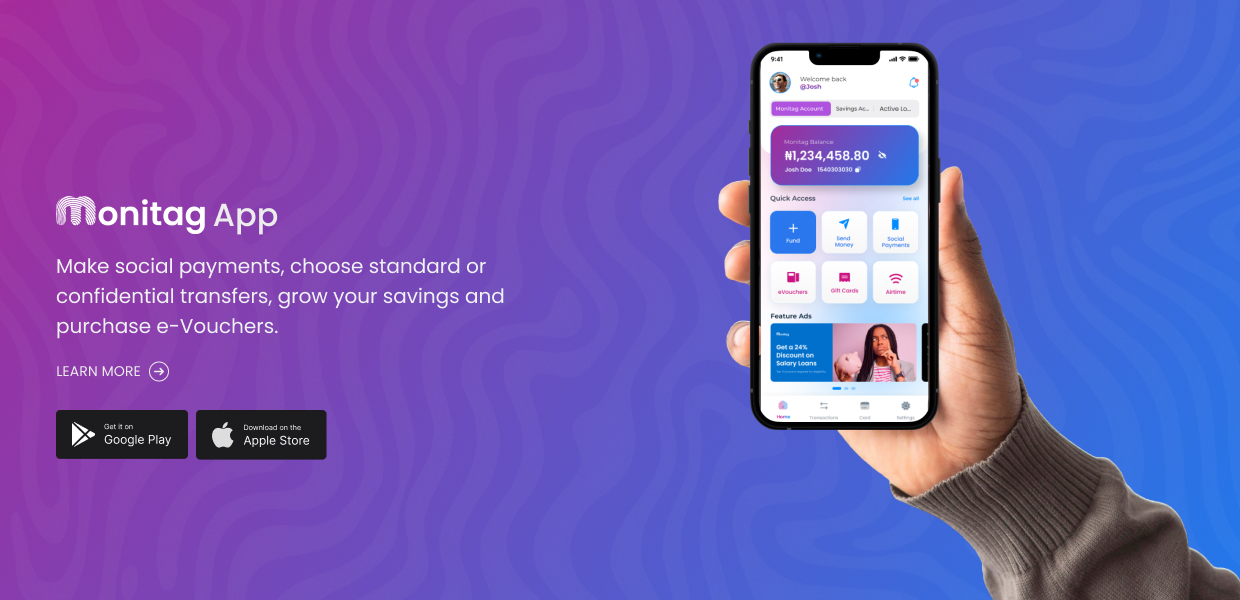 monitag App
Make social payments, choose standard or
confidential transfers, grow your savings and
purchase e-Vouchers.
LEARN MORE
Get it on
Google Play
Download on the
Apple Store
9:41
Welcome back
@Josh
Monitag Account Savings Ac... Active Lo...
Monitag Balance
₦1,234,458.80
Josh Doe 1540303030
Quick Access See all
Fund
Send
Money
Social
Payments
eVouchers Gift Cards Airtime
Feature Ads
Monitag
Get a 24%
Discount on
Salary Loans
Home Transactions Card Settings